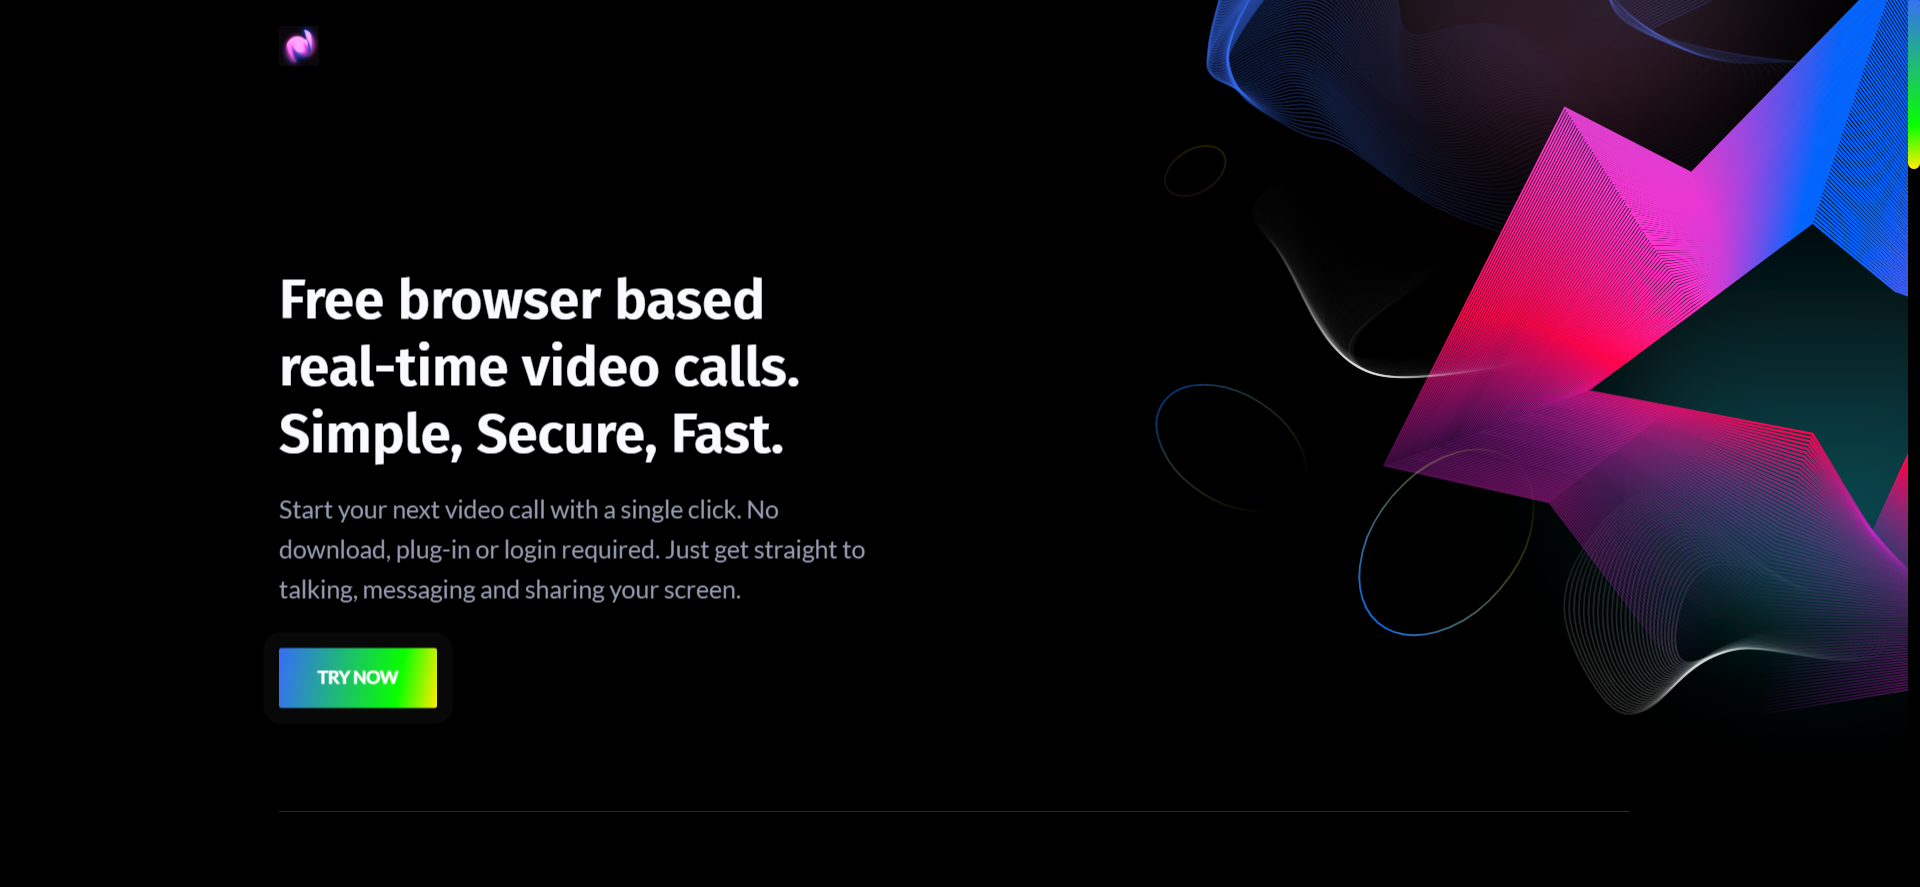 Free browser based
real-time video calls.
Simple, Secure, Fast.
Start your next video call with a single click. No
download, plug-in or login required. Just get straight to
talking, messaging and sharing your screen.
TRY NOW